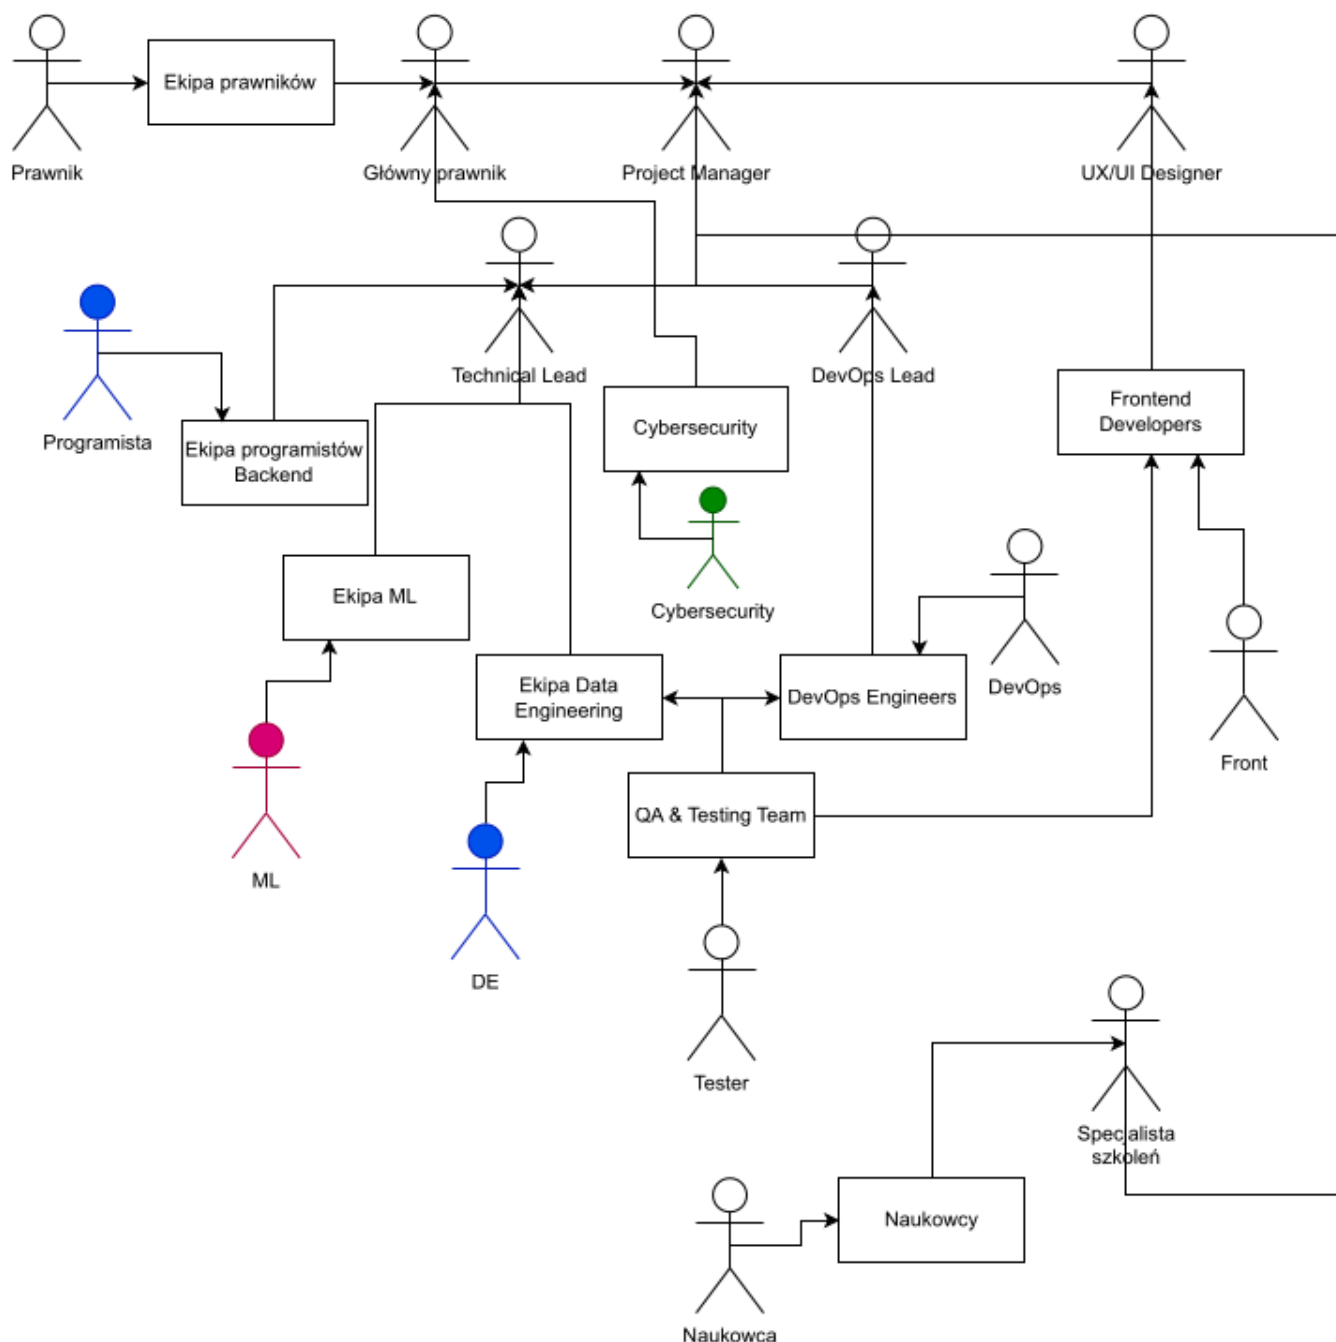 Ekipa prawników
Prawnik
Główny prawnik
Project Manager
UX/UI Designer
Technical Lead
DevOps Lead
Programista
Ekipa programistów
Backend
Cybersecurity
Frontend
Developers
Ekipa ML
Cybersecurity
Ekipa Data
Engineering
DevOps Engineers
DevOps
Front
QA & Testing Team
ML
DE
Tester
Specjalista
szkoleń
Naukowcy
Naukowca